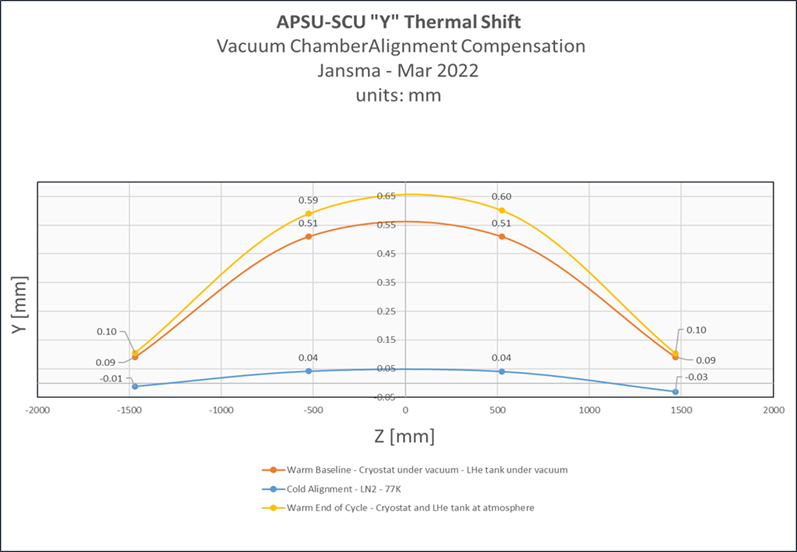 APSU-SCU "Y" Thermal Shift
Vacuum ChamberAlignment Compensation
Jansma - Mar 2022
units: mm
0.65
0.59
0.60
0.55
0.51
0.51
0.45
0.35
0.25
0.15
0.10
0.10
0.09
0.09
0.05
0.04
0.04
-0.01
-0.03
-0.05
Y [mm]
-2000 -1500 -1000 -500 0 500 1000 1500 2000
Z [mm]
Warm Baseline - Cryostat under vacuum - LHe tank under vacuum
Cold Alignment - LN2 - 77K
Warm End of Cycle - Cryostat and LHe tank at atmosphere